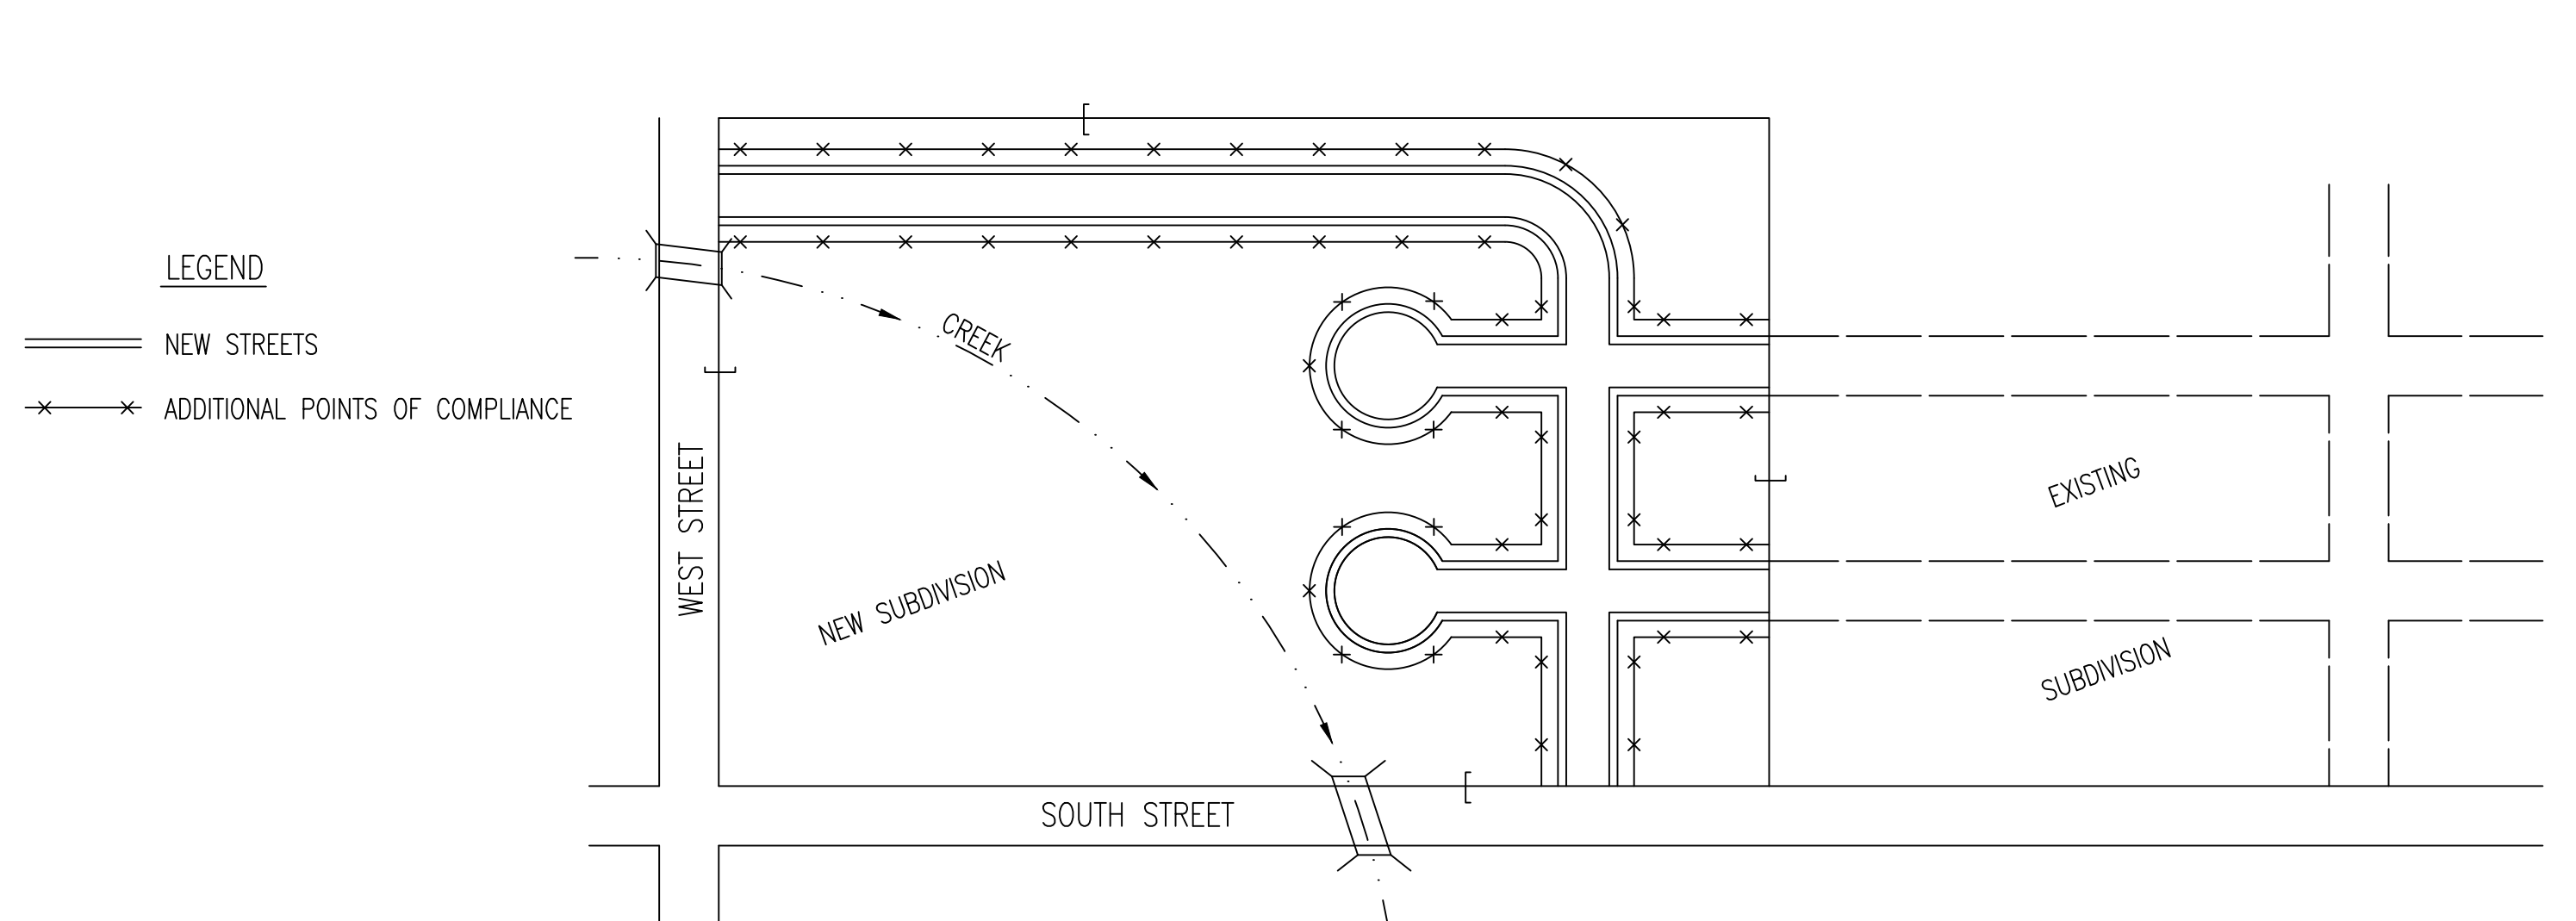 LEGEND
NEW STREETS
ADDITIONAL POINTS OF COMPLIANCE
CREEK
WEST STREET
NEW SUBDIVISION
SOUTH STREET
EXISTING
SUBDIVISION